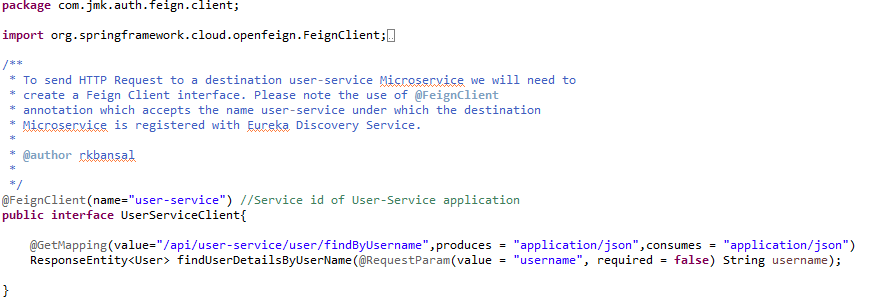 package com.jmk.auth.feign.client;
import org.springframework.cloud.openfeign.FeignClient;
/**
* To send HTTP Request to a destination user-service Microservice we will need to
* create a Feign Client interface. Please note the use of @FeignClient
* annotation which accepts the name user-service under which the destination
* Microservice is registered with Eureka Discovery Service.
*
* @author rkbansal
*
*/
@FeignClient(name="user-service") //Service id of User-Service application
public interface UserServiceClient{
@GetMapping(value="/api/user-service/user/findByUsername",produces = "application/json",consumes = "application/json")
ResponseEntity<User> findUserDetailsByUserName(@RequestParam(value = "username", required = false) String username);
}